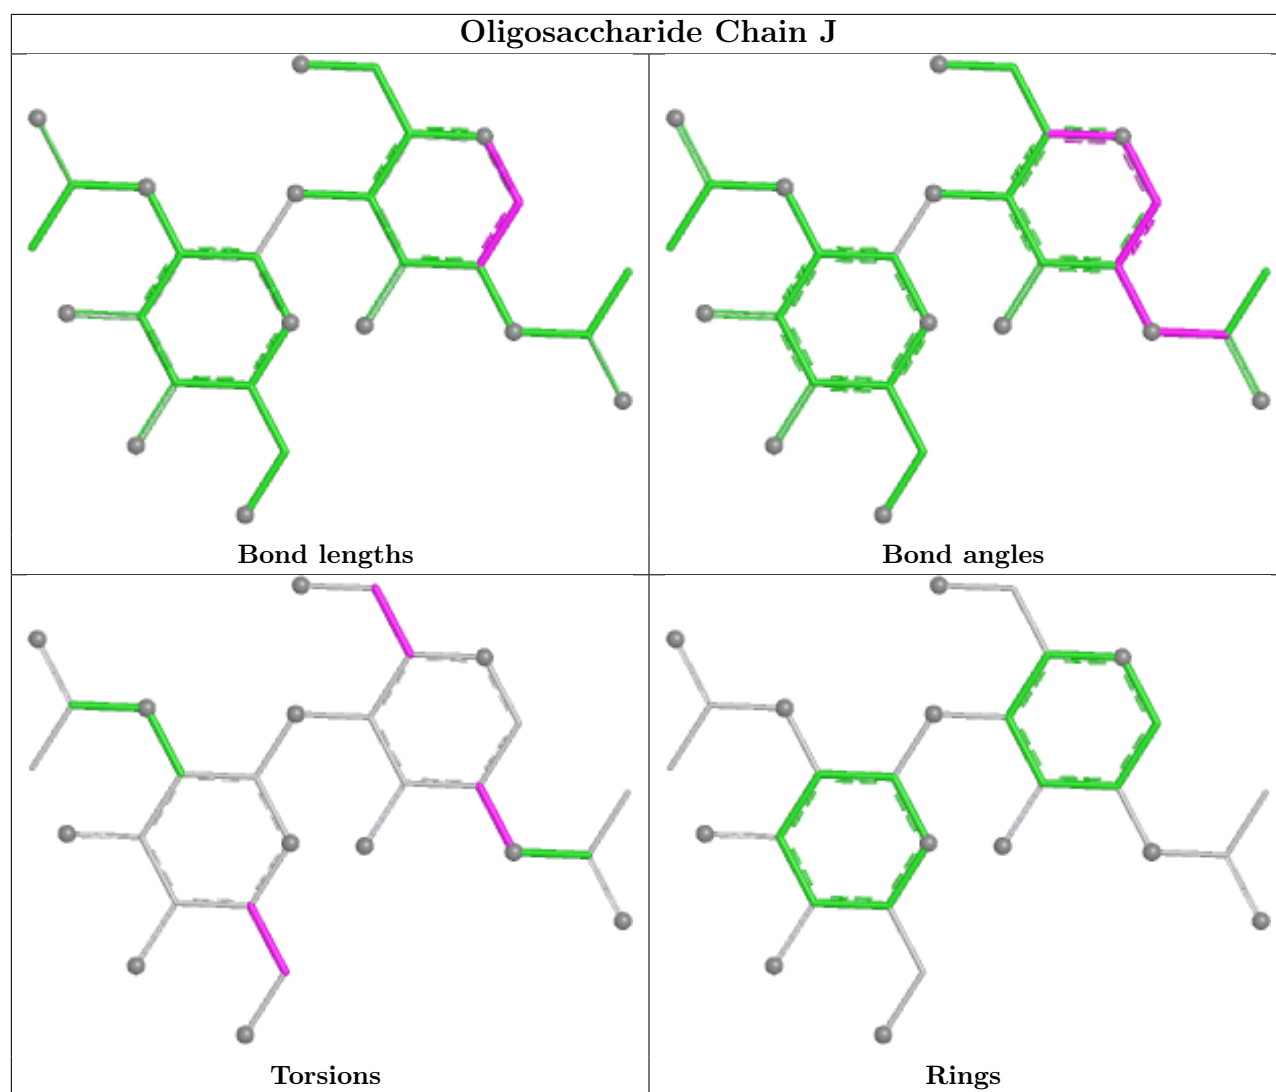 Oligosaccharide Chain J
Bond lengths
Bond angles
Torsions
Rings